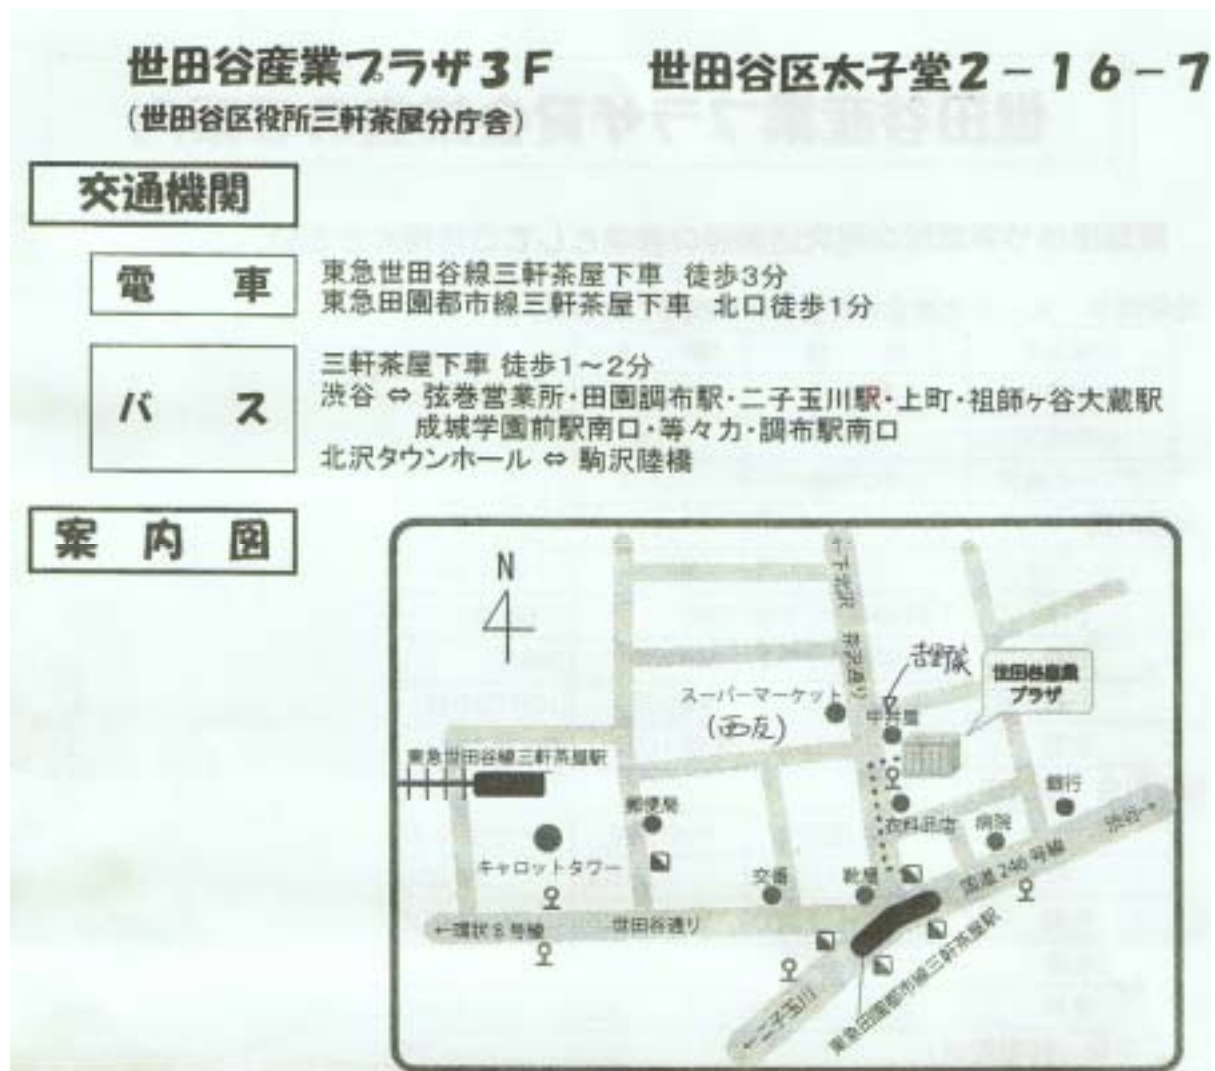 世田谷産業プラザ3F 世田谷区太子堂2-16-7
(世田谷区役所三軒茶屋分庁舎)
交通機関
電 車
東急世田谷線三軒茶屋下車 徒歩3分
東急田園都市線三軒茶屋下車 北口徒歩1分
バ ス
三軒茶屋下車 徒歩1~2分
渋谷 ⇔ 弦巻営業所・田園調布駅・二子玉川駅・上町・祖師ヶ谷大蔵駅
成城学園前駅南口・等々力・調布駅南口
北沢タウンホール ⇔ 駒沢陸橋
案 内 図
N
←下北沢
茶沢通り
吉野家
世田谷産業
プラザ
スーパーマーケット
(西友)
中井屋
東急世田谷線三軒茶屋駅
郵便局
衣料品店
病院
銀行
渋谷→
キャロットタワー
交番
靴屋
国道246号線
←環状8号線
世田谷通り
←二子玉川
東急田園都市線三軒茶屋駅